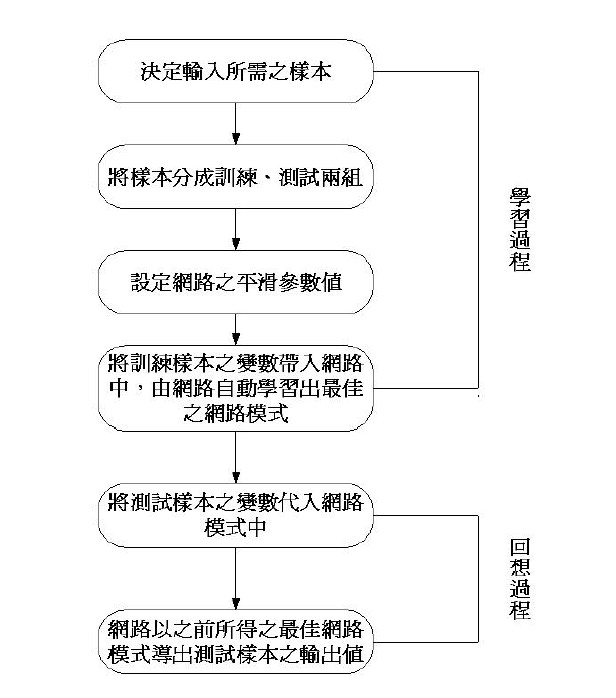 決定輸入所需之樣本
將樣本分成訓練、測試兩組
設定網路之平滑參數值
將訓練樣本之變數帶入網路
中，由網路自動學習出最佳
之網路模式
學習過程
將測試樣本之變數代入網路
模式中
網路以之前所得之最佳網路
模式導出測試樣本之輸出值
回想過程